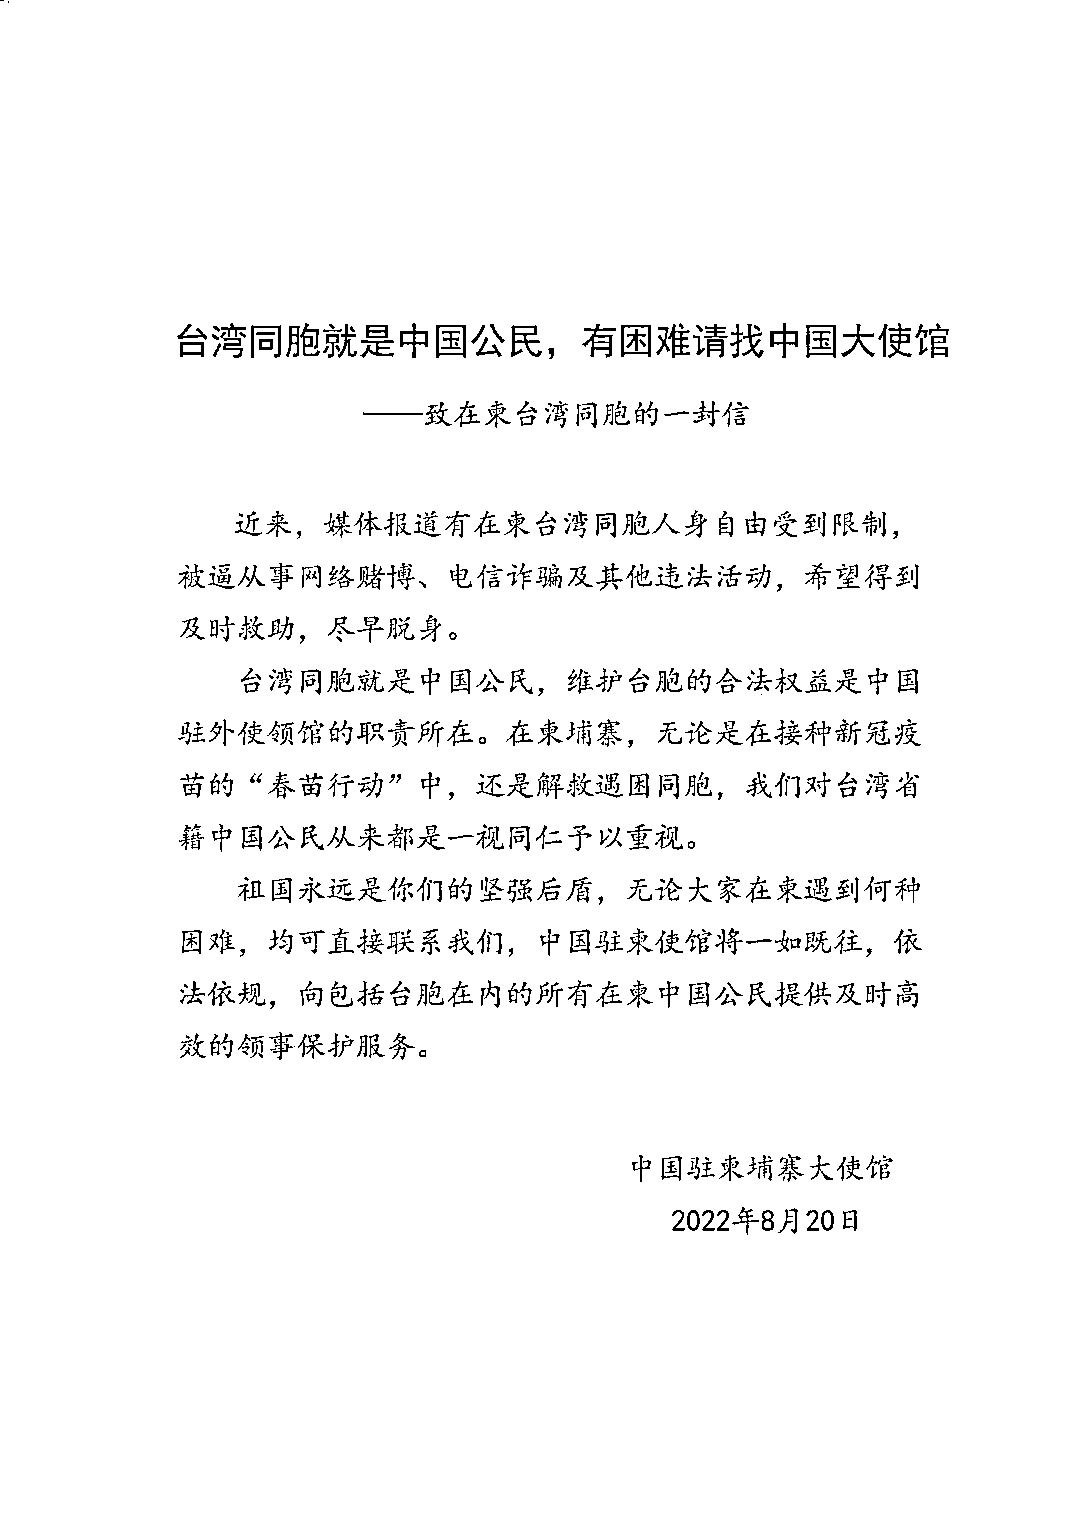 台湾同胞就是中国公民，有困难请找中国大使馆
——致在柬台湾同胞的一封信
近来，媒体报道有在柬台湾同胞人身自由受到限制，
被逼从事网络赌博、电信诈骗及其他违法活动，希望得到
及时救助，尽早脱身。
台湾同胞就是中国公民，维护台胞的合法权益是中国
驻外使领馆的职责所在。在柬埔寨，无论是在接种新冠疫
苗的“春苗行动”中，还是解救遇困同胞，我们对台湾省
籍中国公民从来都是一视同仁予以重视。
祖国永远是你们的坚强后盾，无论大家在柬遇到何种
困难，均可直接联系我们，中国驻柬使馆将一如既往，依
法依规，向包括台胞在内的所有在柬中国公民提供及时高
效的领事保护服务。
中国驻柬埔寨大使馆
2022年8月20日